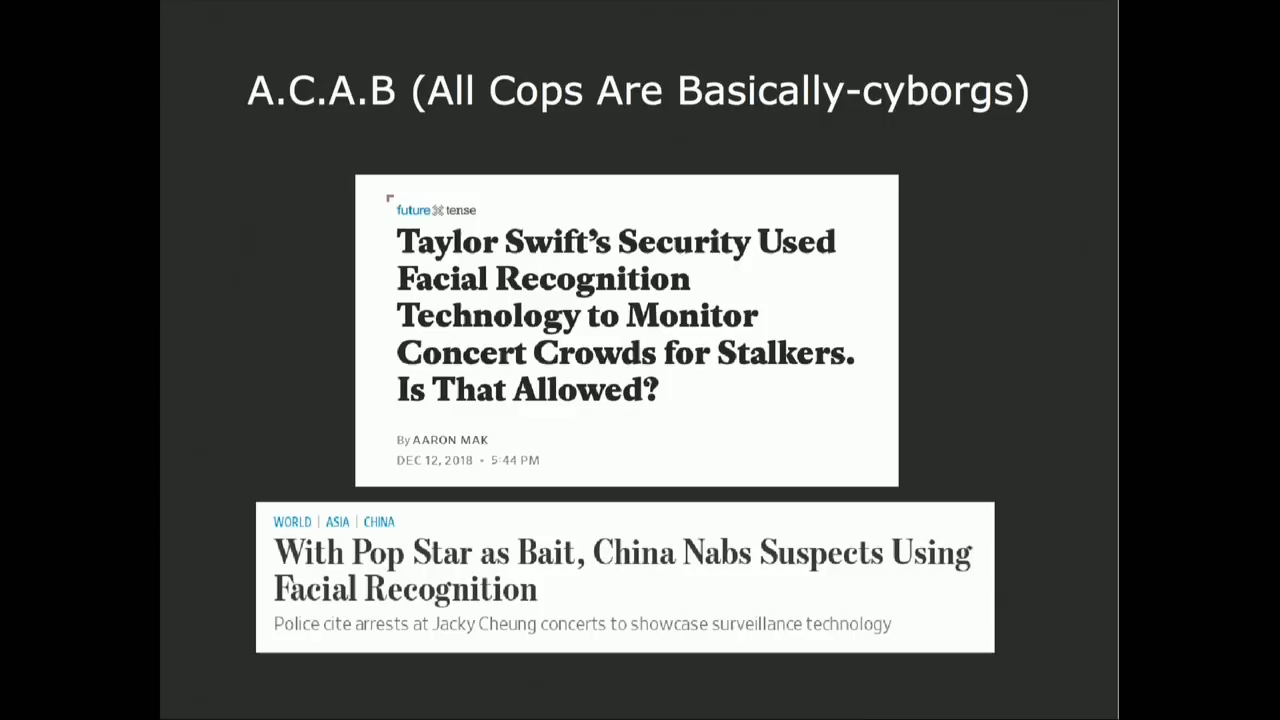 A.C.A.B (All Cops Are Basically-cyborgs)
future tense
Taylor Swift's Security Used
Facial Recognition
Technology to Monitor
Concert Crowds for Stalkers.
Is That Allowed?
By AARON MAK
DEC 12, 2018 • 5:44 PM
WORLD | ASIA | CHINA
With Pop Star as Bait, China Nabs Suspects Using
Facial Recognition
Police cite arrests at Jacky Cheung concerts to showcase surveillance technology